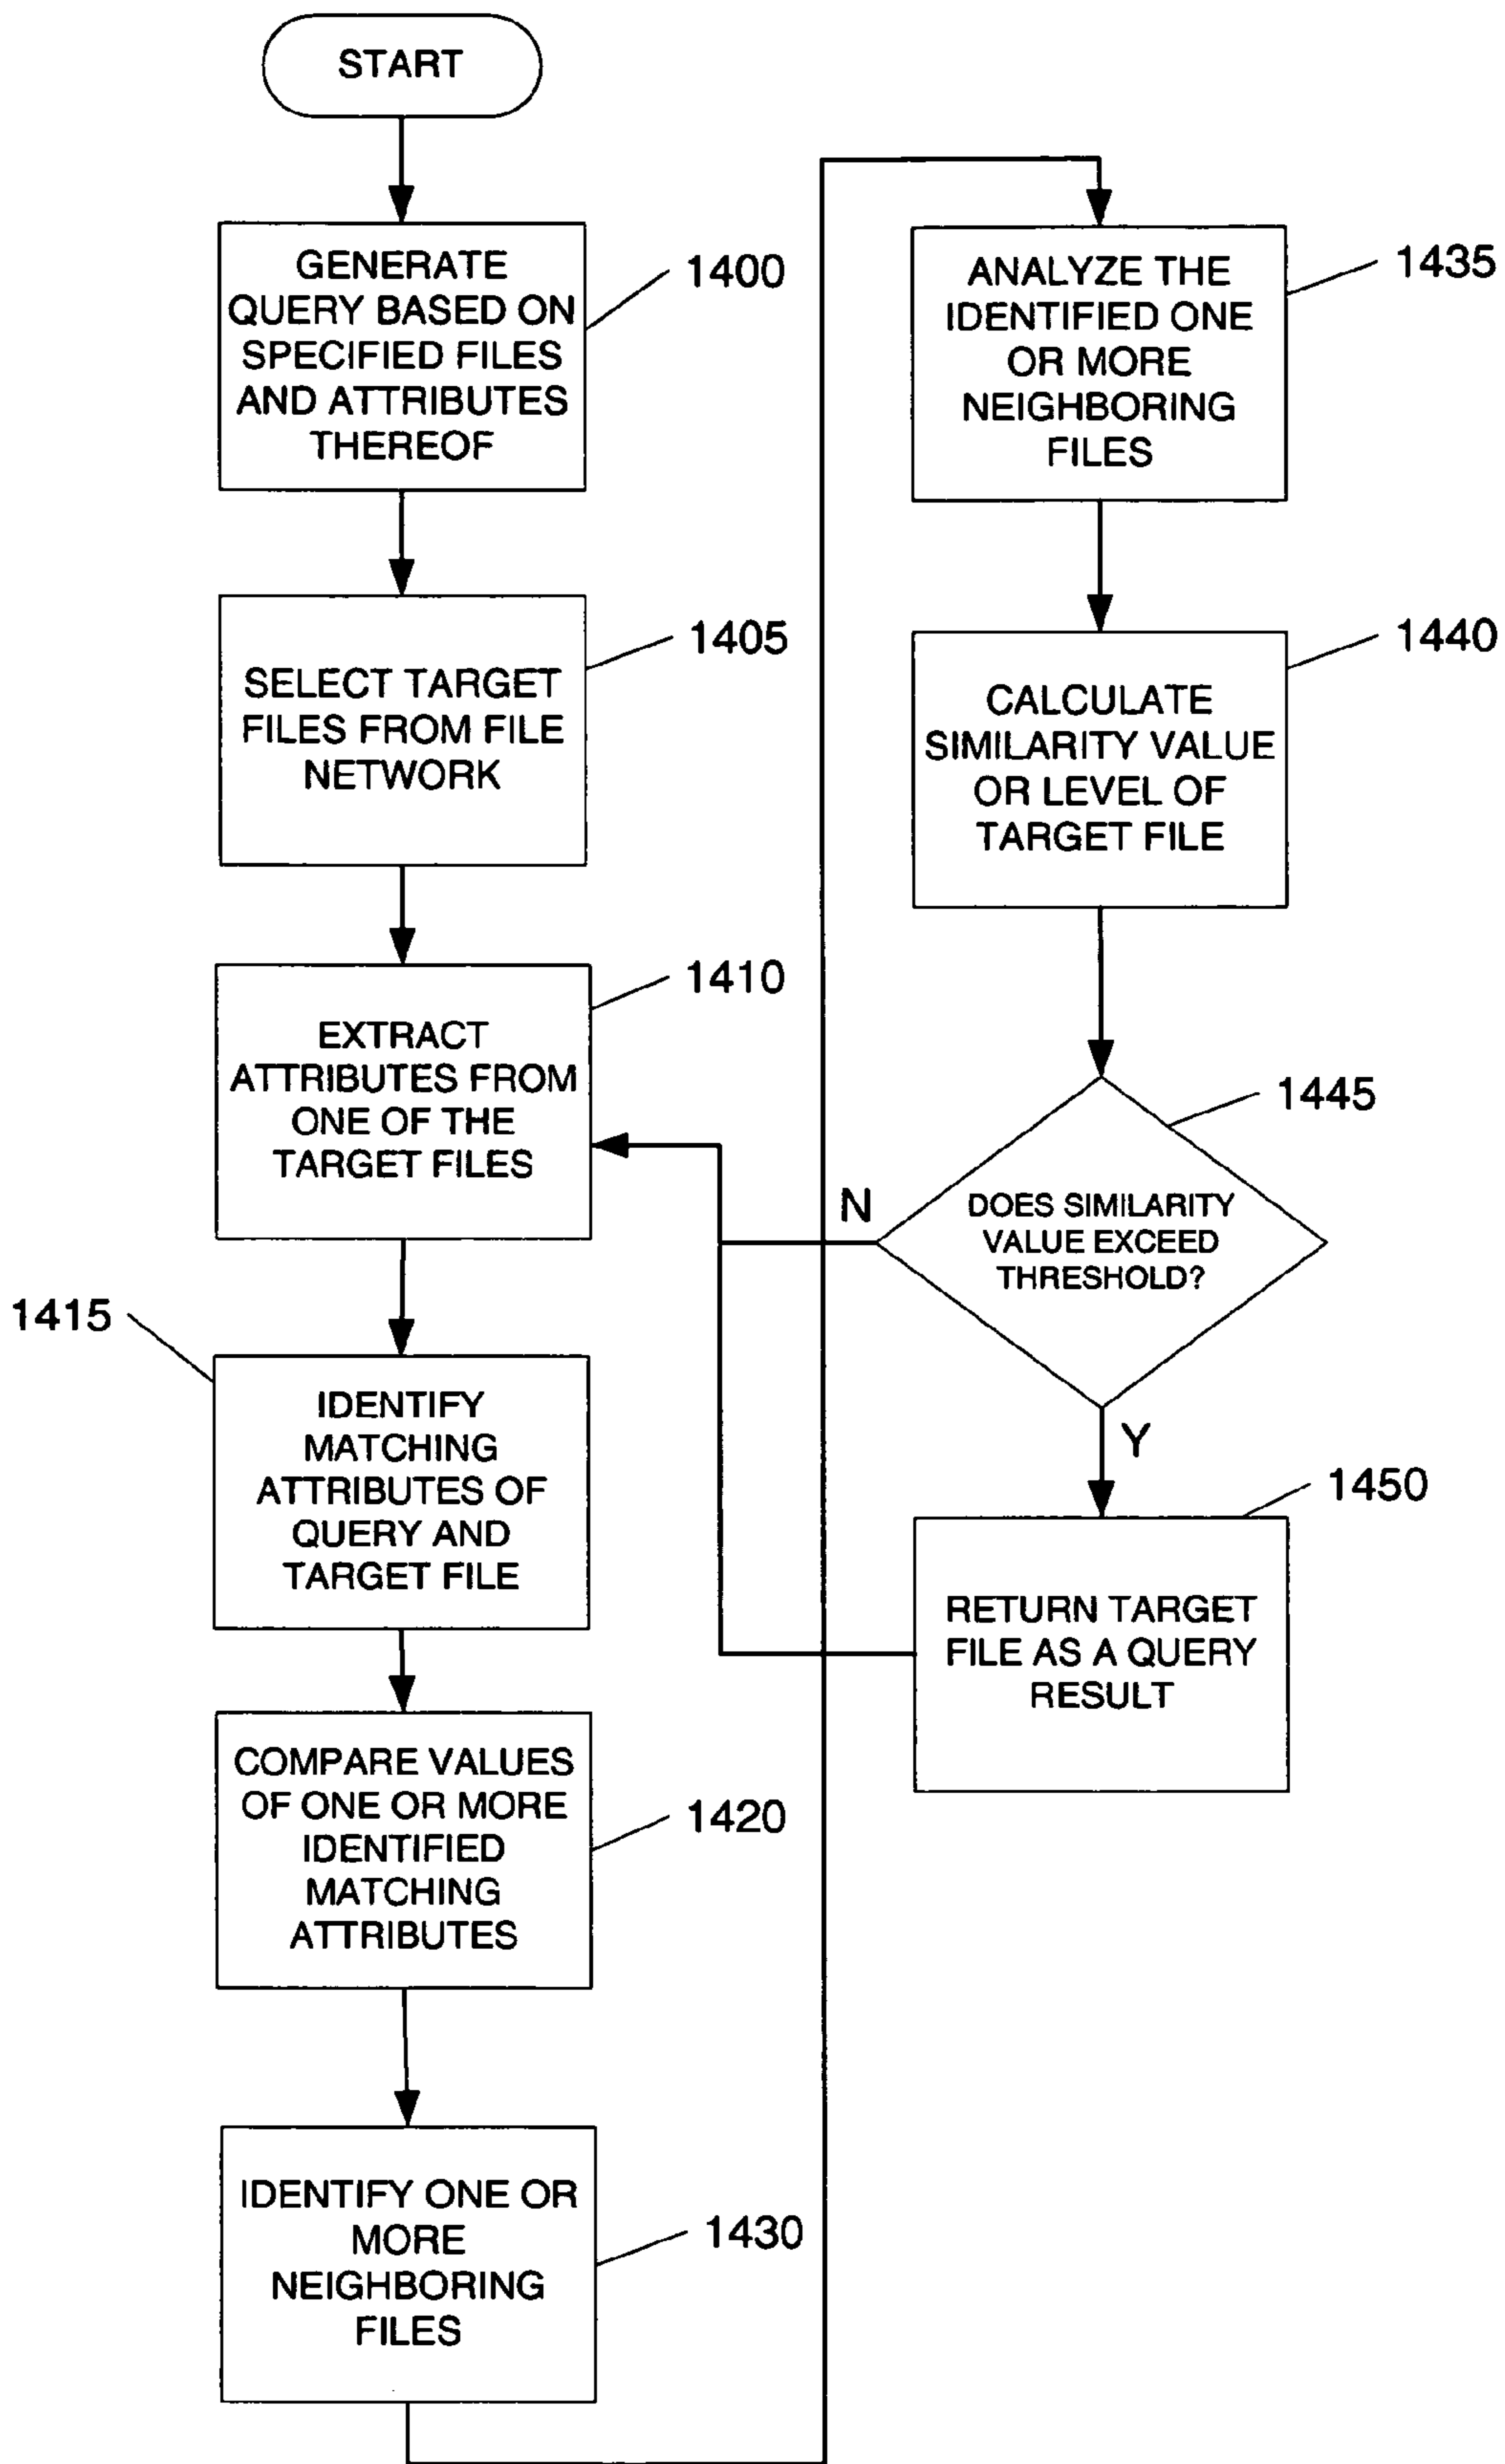 START
GENERATE
QUERY BASED ON
SPECIFIED FILES
AND ATTRIBUTES
THEREOF
1400
SELECT TARGET
FILES FROM FILE
NETWORK
1405
EXTRACT
ATTRIBUTES FROM
ONE OF THE
TARGET FILES
1410
IDENTIFY
MATCHING
ATTRIBUTES OF
QUERY AND
TARGET FILE
1415
COMPARE VALUES
OF ONE OR MORE
IDENTIFIED
MATCHING
ATTRIBUTES
1420
IDENTIFY ONE OR
MORE
NEIGHBORING
FILES
1430
ANALYZE THE
IDENTIFIED ONE
OR MORE
NEIGHBORING
FILES
1435
CALCULATE
SIMILARITY VALUE
OR LEVEL OF
TARGET FILE
1440
DOES SIMILARITY
VALUE EXCEED
THRESHOLD?
1445
N
Y
RETURN TARGET
FILE AS A QUERY
RESULT
1450